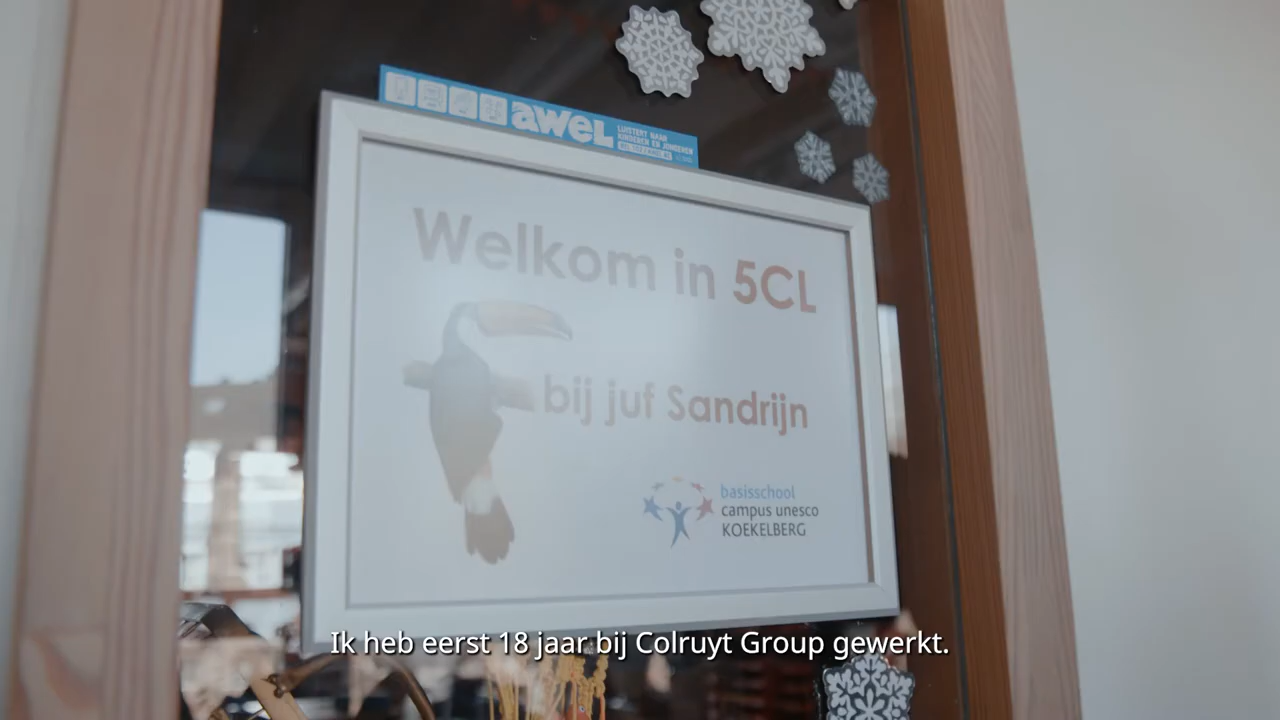 awel
LUISTERT NAAR
KINDEREN EN JONGEREN
Welkom in 5CL
bij juf Sandrijn
basisschool
campus unesco
KOEKELBERG
Ik heb eerst 18 jaar bij Colruyt Group gewerkt.